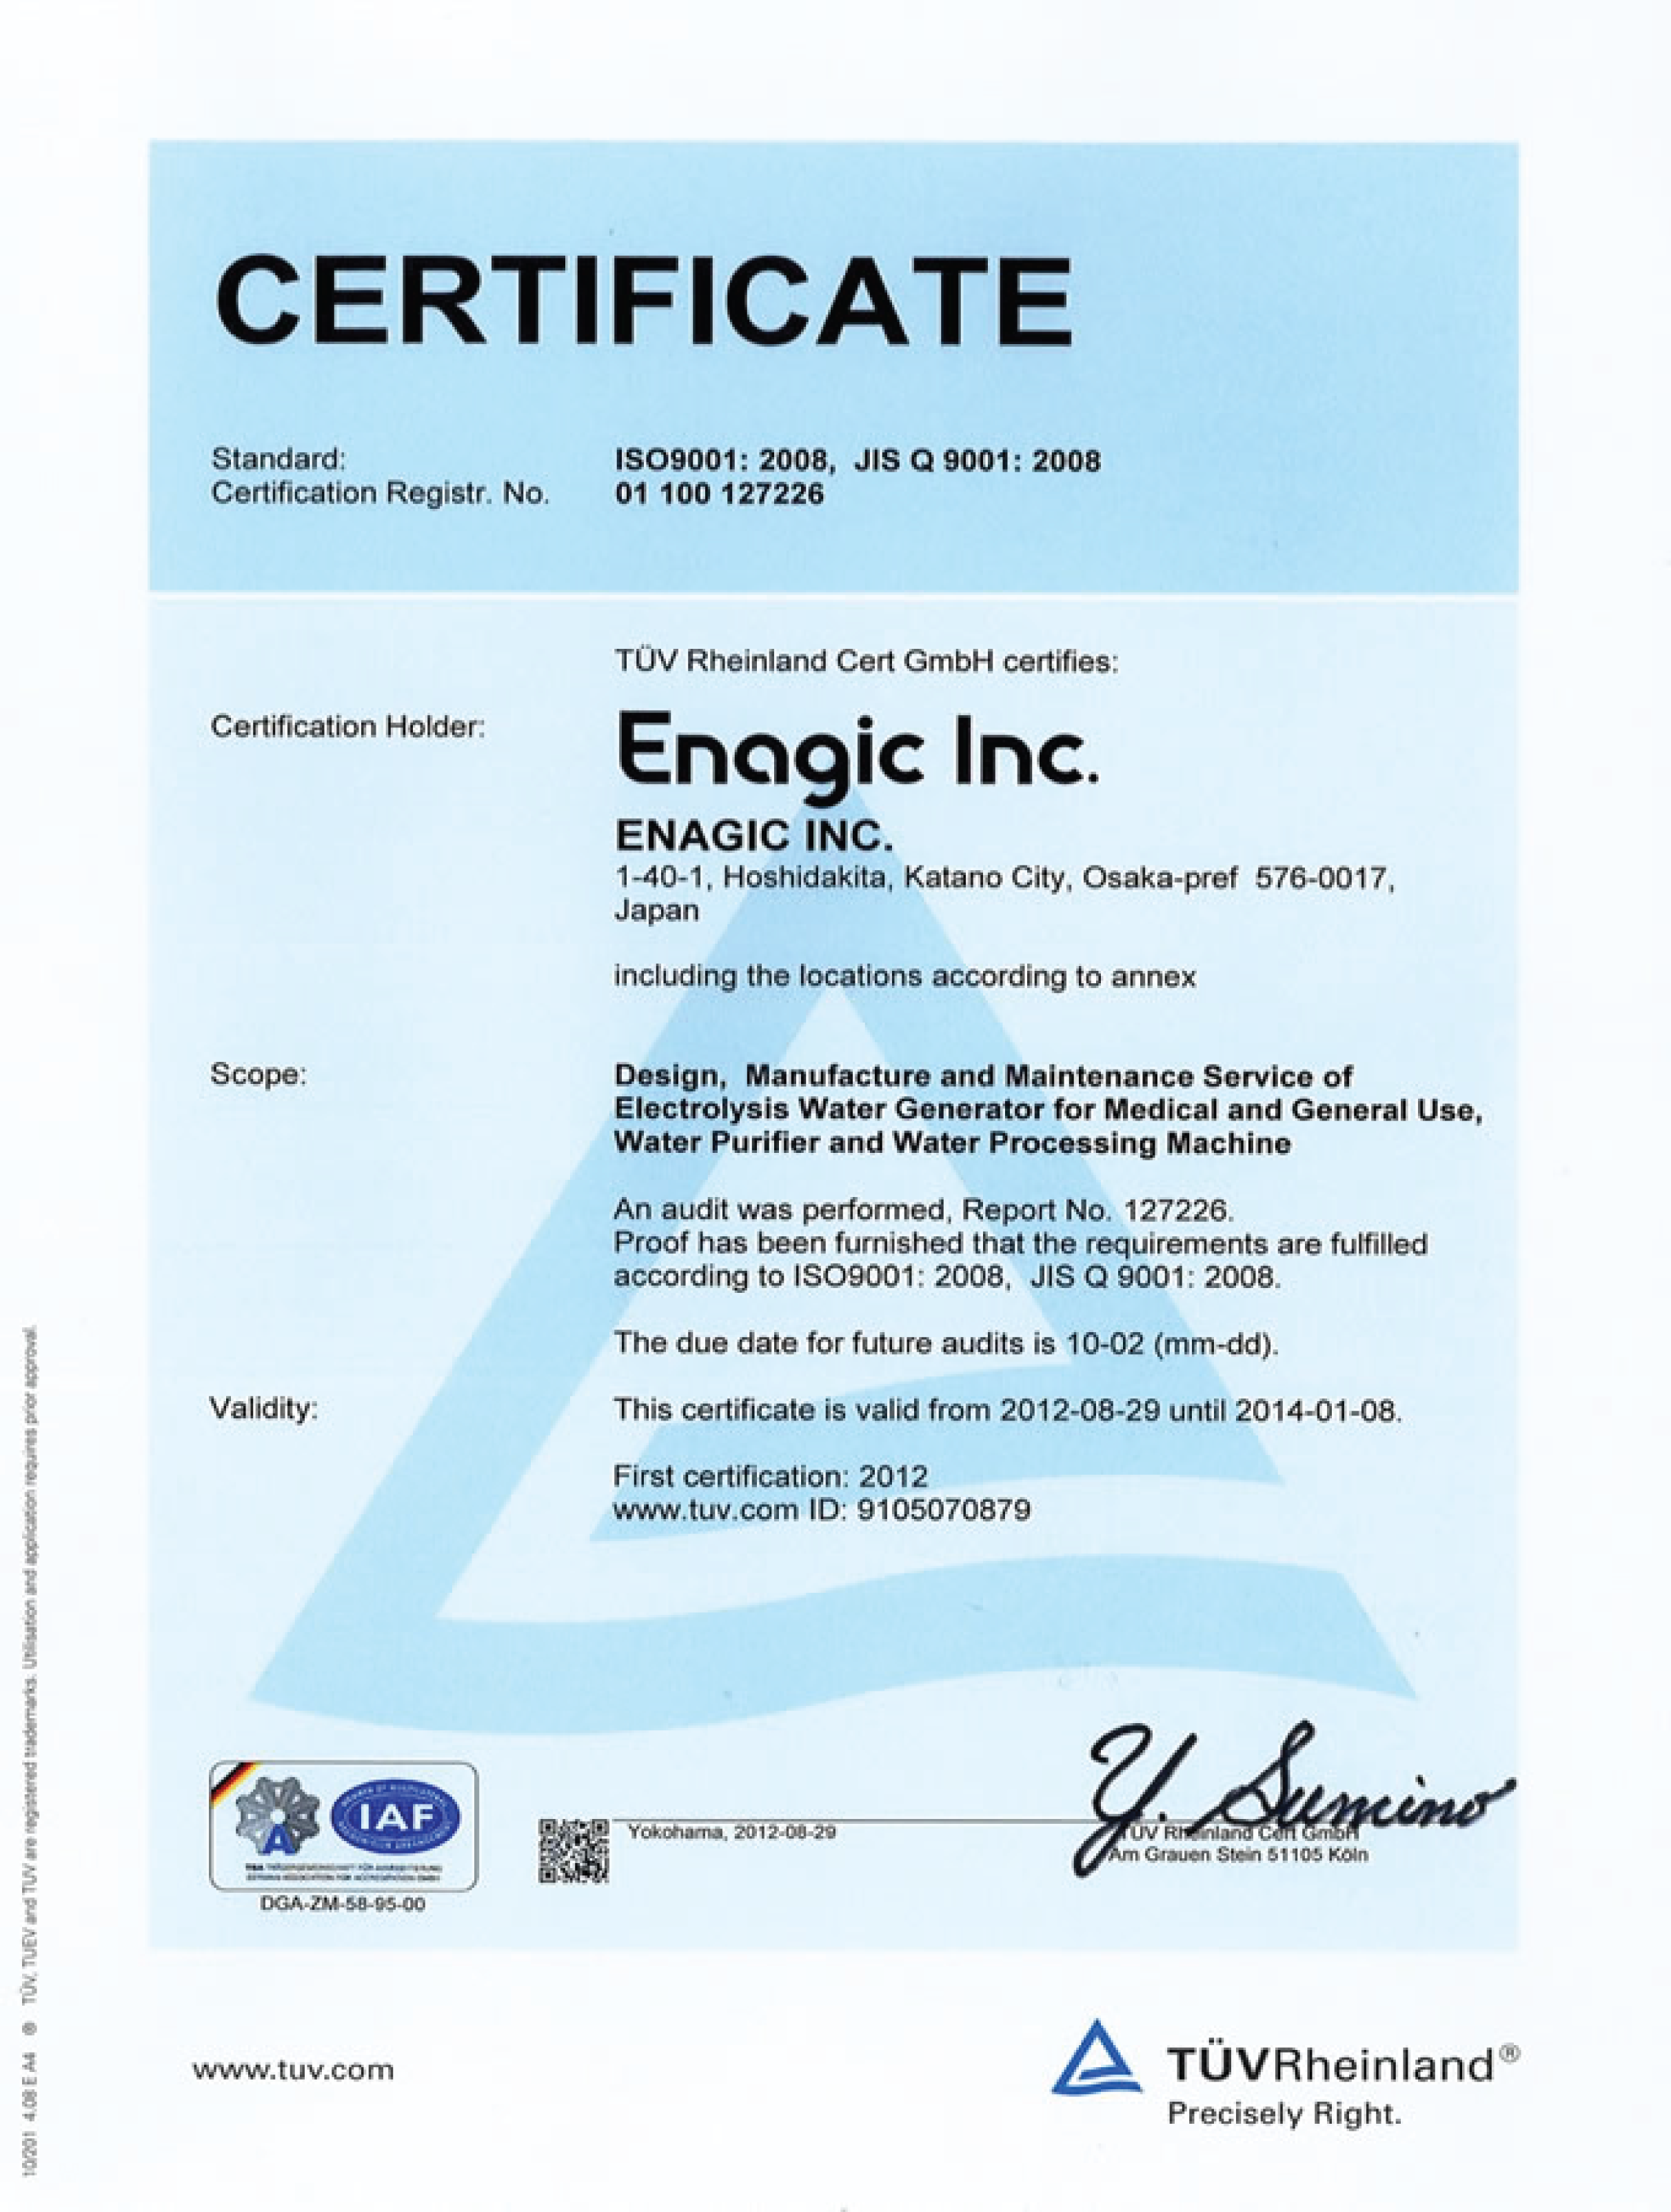 CERTIFICATE
Standard: ISO9001: 2008, JIS Q 9001: 2008
Certification Registr. No. 01 100 127226
TÜV Rheinland Cert GmbH certifies:
Certification Holder: Enagic Inc.
ENAGIC INC.
1-40-1, Hoshidakita, Katano City, Osaka-pref 576-0017,
Japan
including the locations according to annex
Scope: Design, Manufacture and Maintenance Service of
Electrolysis Water Generator for Medical and General Use,
Water Purifier and Water Processing Machine
An audit was performed, Report No. 127226.
Proof has been furnished that the requirements are fulfilled
according to ISO9001: 2008, JIS Q 9001: 2008.
The due date for future audits is 10-02 (mm-dd).
Validity: This certificate is valid from 2012-08-29 until 2014-01-08.
First certification: 2012
www.tuv.com ID: 9105070879
Y. Sumino
IAF
A
DGA-ZM-58-95-00
Yokohama, 2012-08-29
TÜV Rheinland Cert GmbH
Am Grauen Stein 51105 Köln
www.tuv.com
TÜVRheinland®
Precisely Right.
10/201 4.08 E A4 ® TÜV, TUEV and TUV are registered trademarks. Utilisation and application requires prior approval.